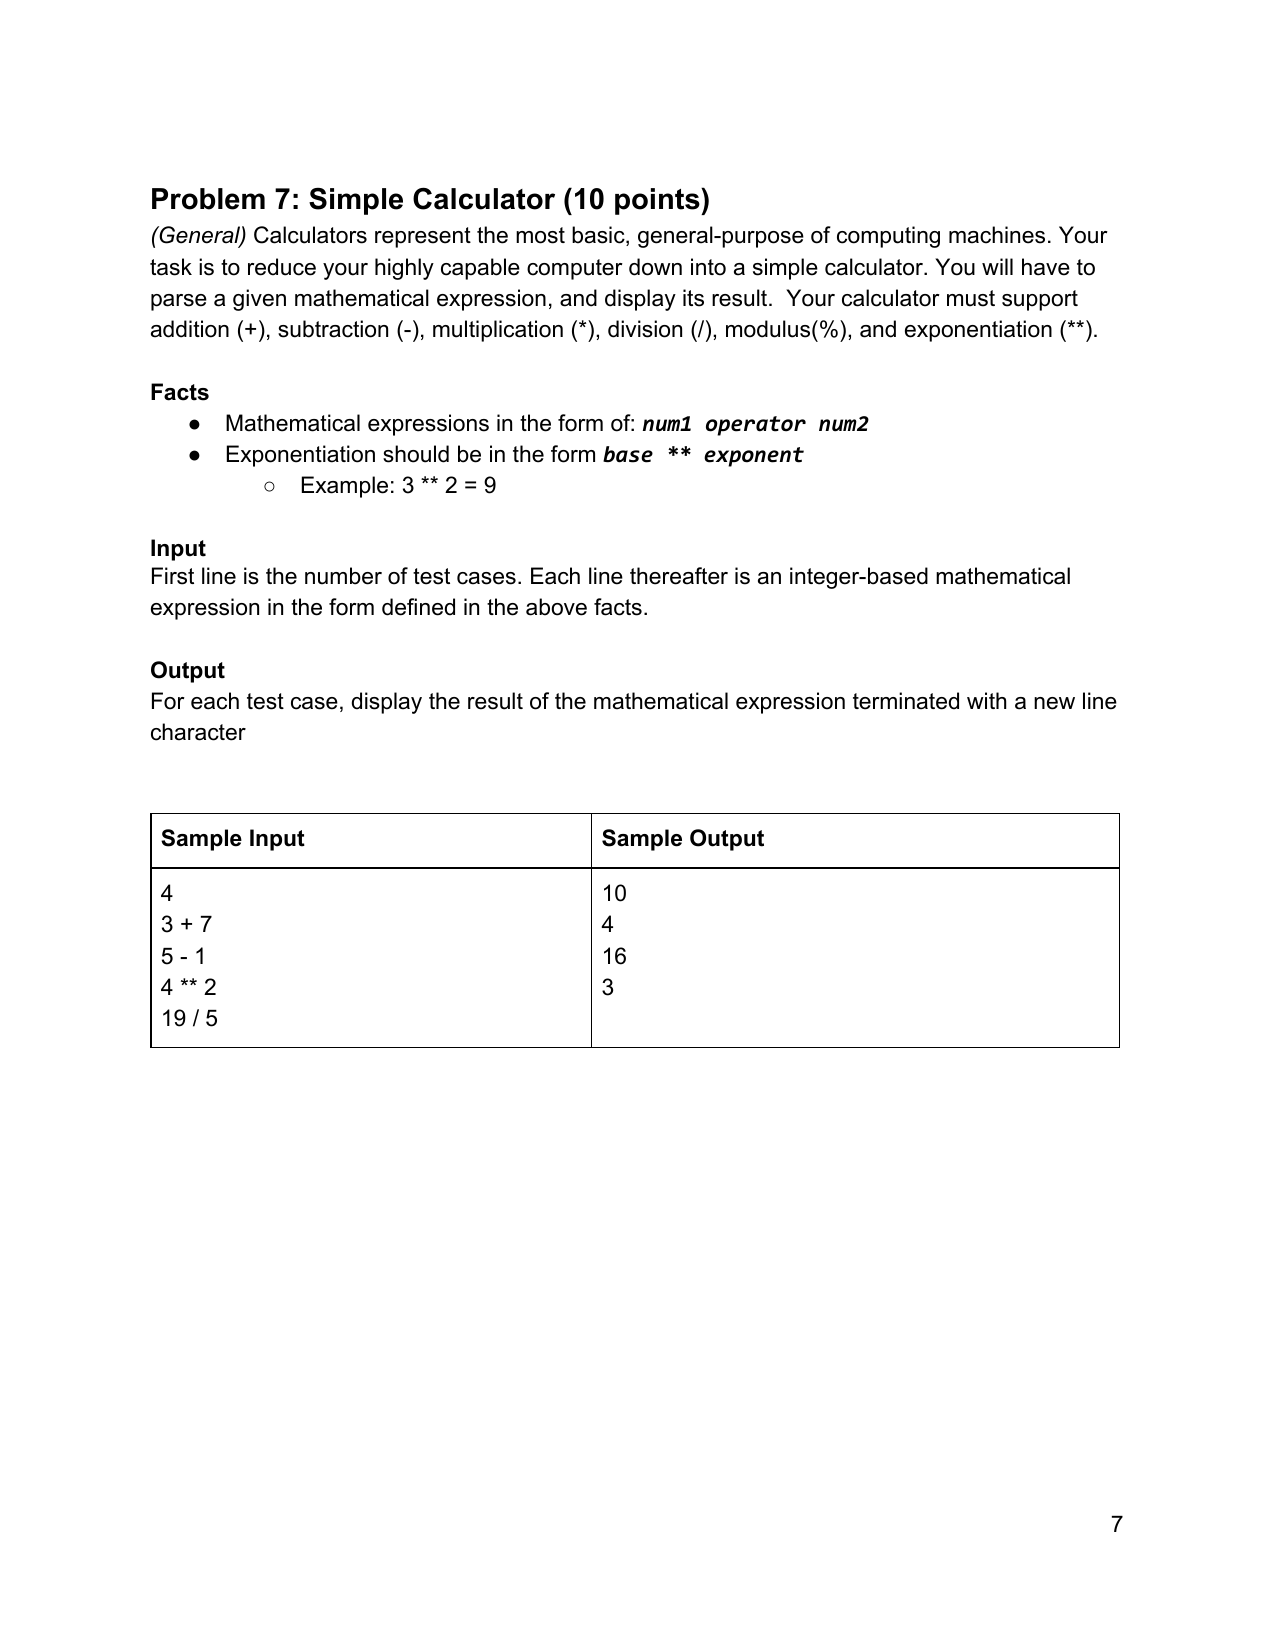 Problem 7: Simple Calculator (10 points)
(General) Calculators represent the most basic, general-purpose of computing machines. Your
task is to reduce your highly capable computer down into a simple calculator. You will have to
parse a given mathematical expression, and display its result.  Your calculator must support
addition (+), subtraction (-), multiplication (*), division (/), modulus(%), and exponentiation (**).
Facts
● Mathematical expressions in the form of: num1 operator num2
● Exponentiation should be in the form base ** exponent
○ Example: 3 ** 2 = 9
Input
First line is the number of test cases. Each line thereafter is an integer-based mathematical
expression in the form defined in the above facts.
Output
For each test case, display the result of the mathematical expression terminated with a new line
character
Sample Input
Sample Output
4
3 + 7
5 - 1
4 ** 2
19 / 5
10
4
16
3
7